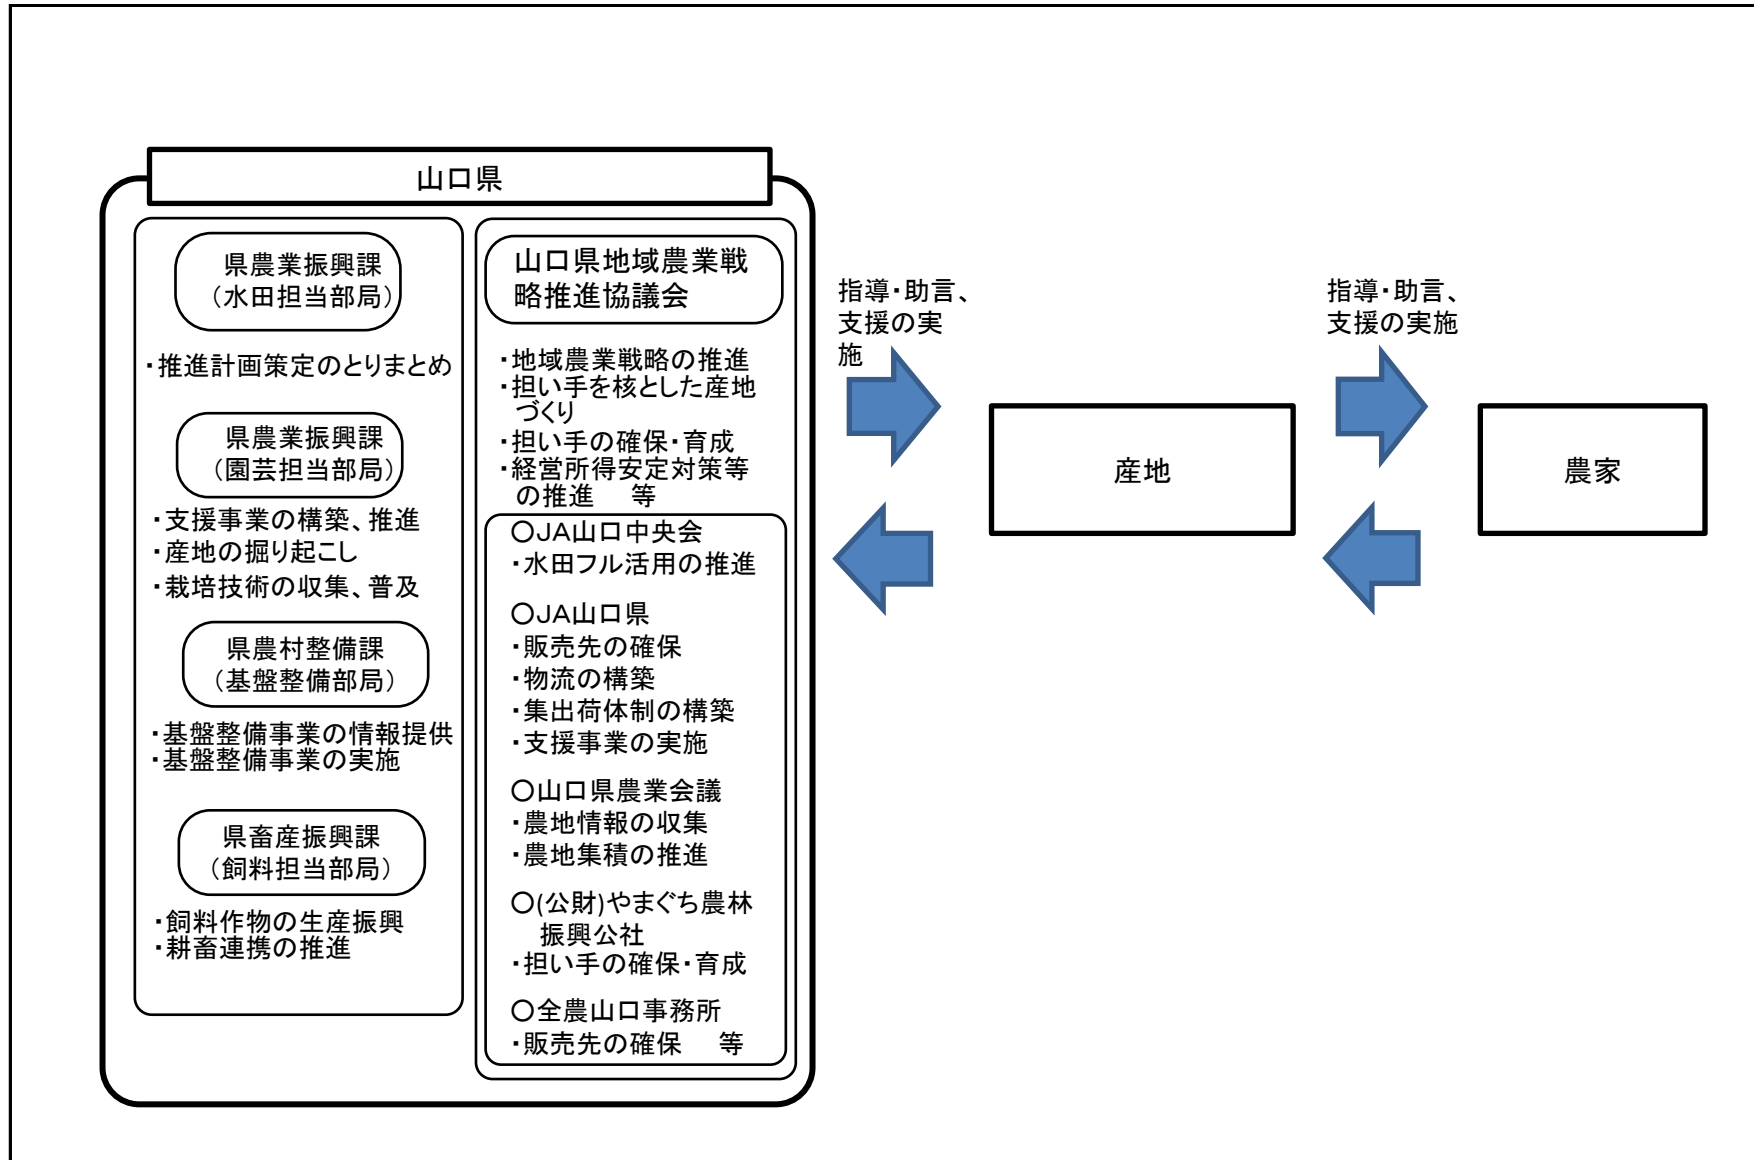 山口県
県農業振興課
（水田担当部局）
・推進計画策定のとりまとめ
県農業振興課
（園芸担当部局）
・支援事業の構築、推進
・産地の掘り起こし
・栽培技術の収集、普及
県農村整備課
（基盤整備部局）
・基盤整備事業の情報提供
・基盤整備事業の実施
県畜産振興課
（飼料担当部局）
・飼料作物の生産振興
・耕畜連携の推進
山口県地域農業戦
略推進協議会
・地域農業戦略の推進
・担い手を核とした産地
づくり
・担い手の確保・育成
・経営所得安定対策等
の推進　等
〇JA山口中央会
・水田フル活用の推進
〇JA山口県
・販売先の確保
・物流の構築
・集出荷体制の構築
・支援事業の実施
〇山口県農業会議
・農地情報の収集
・農地集積の推進
〇(公財)やまぐち農林
振興公社
・担い手の確保・育成
〇全農山口事務所
・販売先の確保　等
指導・助言、
支援の実
施
産地
指導・助言、
支援の実施
農家